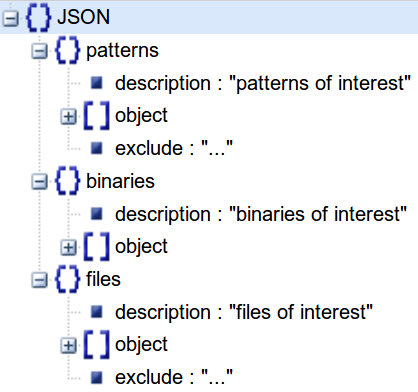 JSON
patterns
description : "patterns of interest"
object
exclude : "..."
binaries
description : "binaries of interest"
object
files
description : "files of interest"
object
exclude : "..."